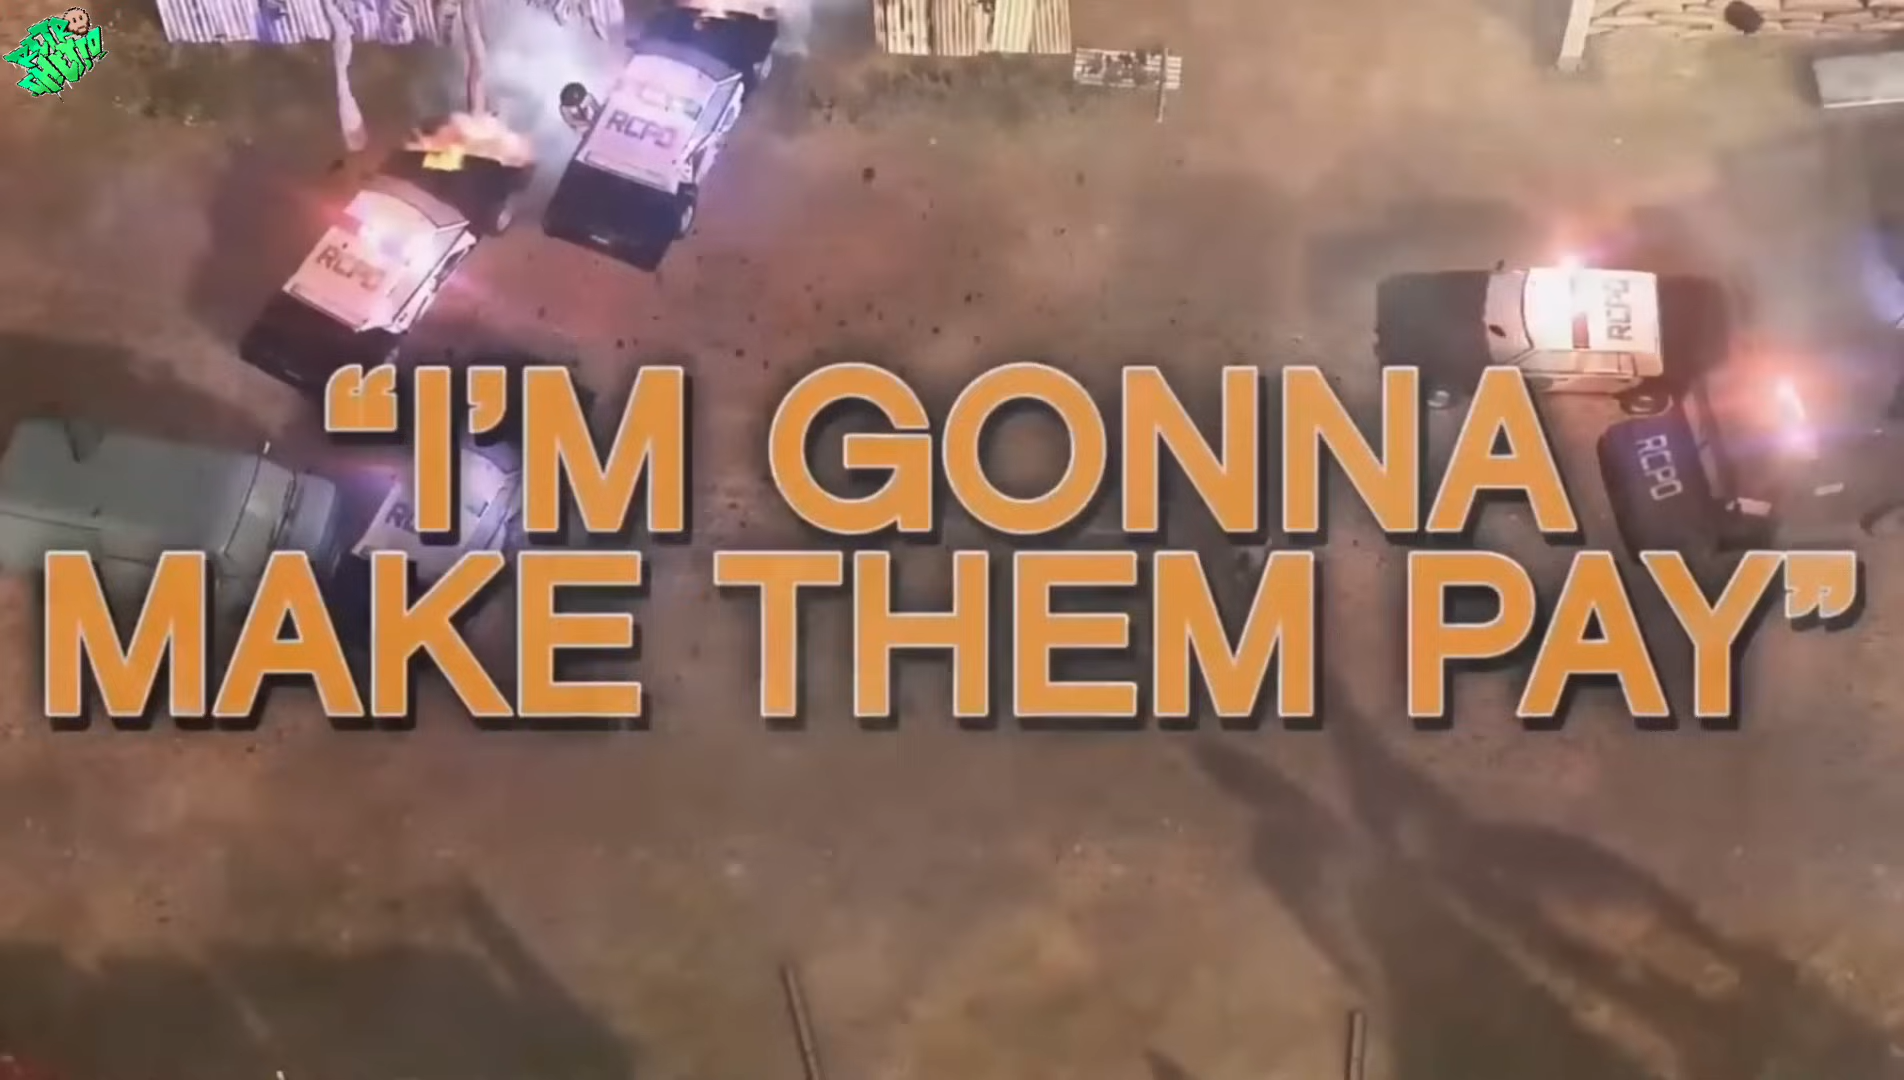 RCPD
RCPD
RCPD
“I’M GONNA
RCPD
MAKE THEM PAY”